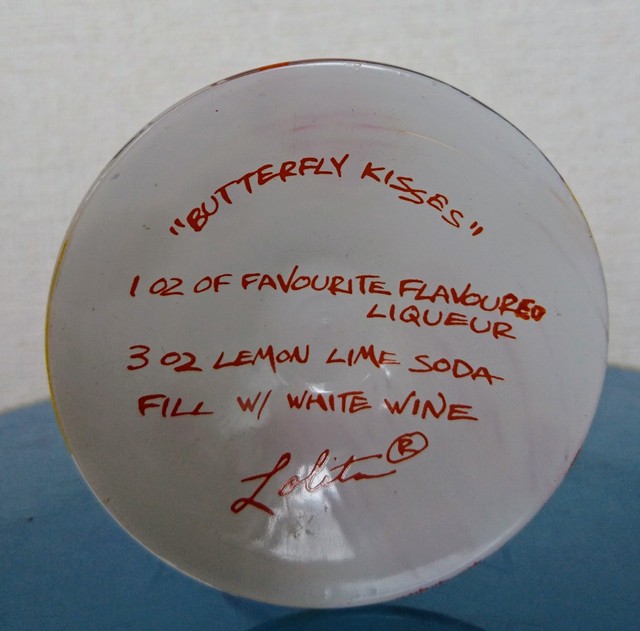 "BUTTERFLY KISSES"
1 OZ OF FAVOURITE FLAVOURED
LIQUEUR
3 OZ LEMON LIME SODA
FILL W/ WHITE WINE
Lolita®